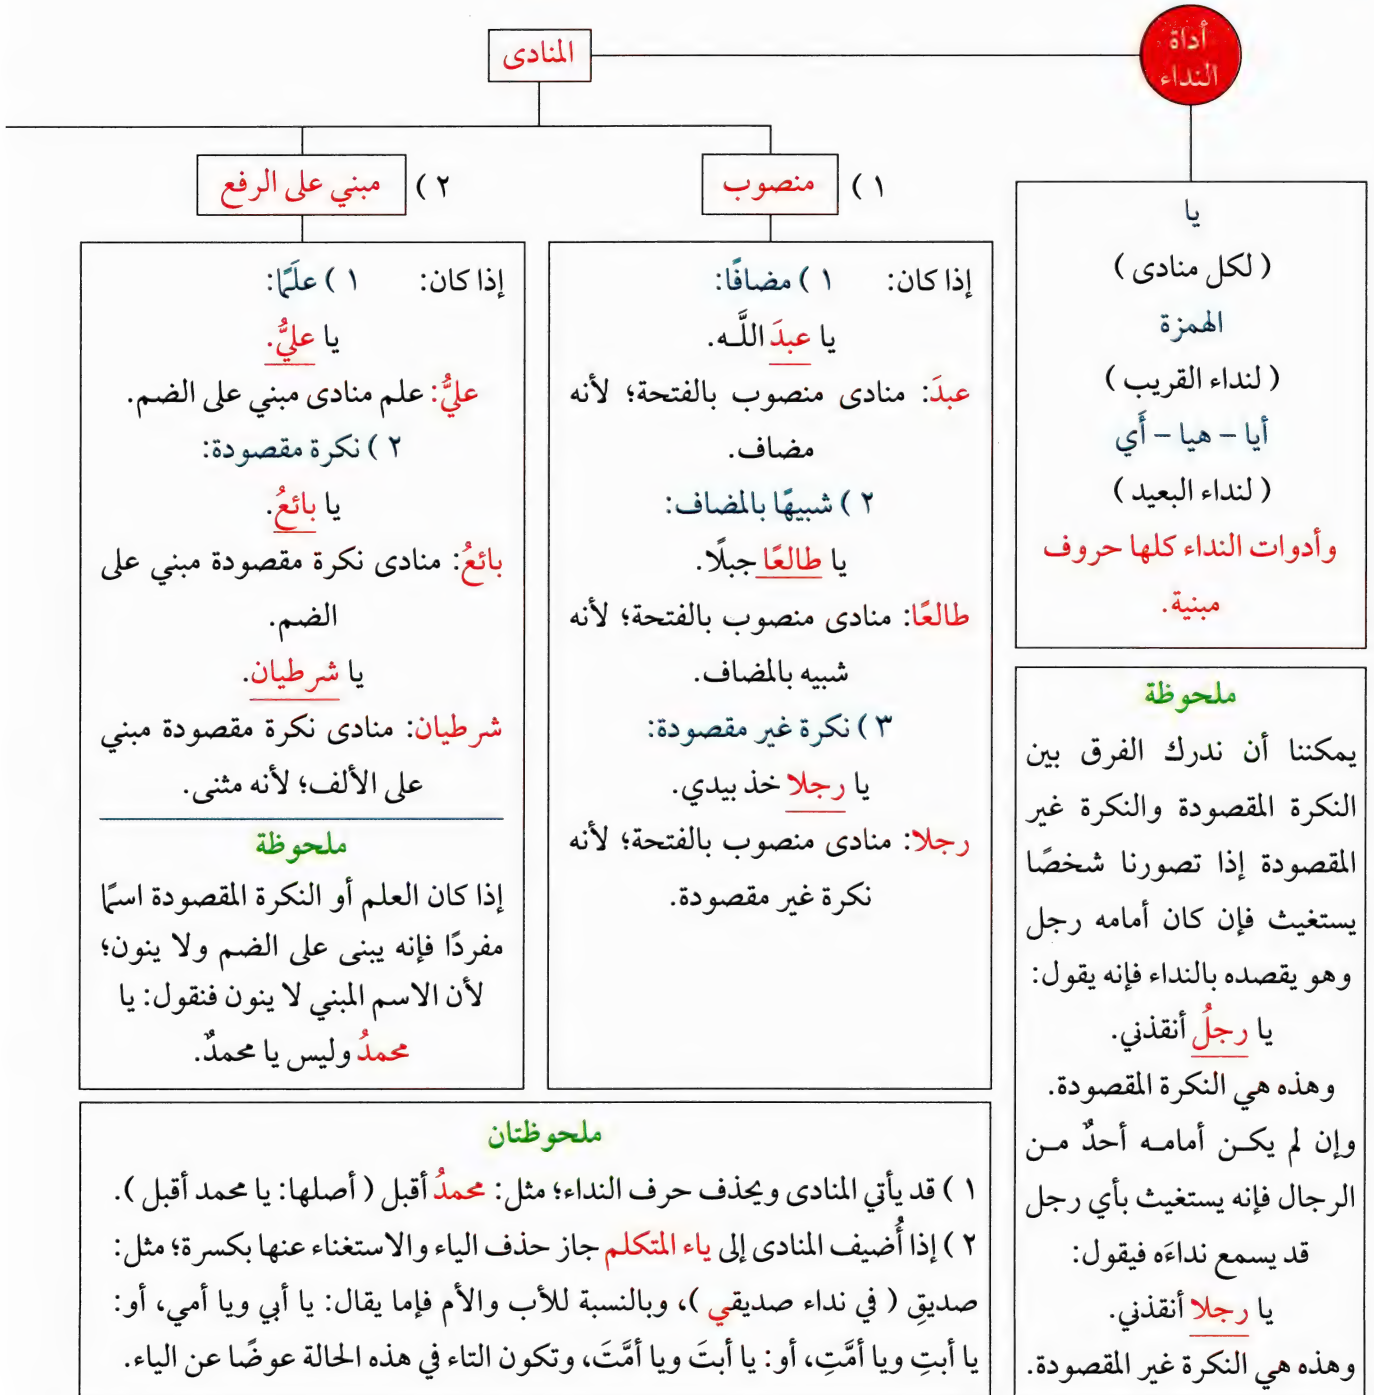 أداة
النداء
المنادى
يا
( لكل منادى )
الهمزة
( لنداء القريب )
أيا – هيا – أَي
( لنداء البعيد )
وأدوات النداء كلها حروف
مبنية.
ملحوظة
يمكننا أن ندرك الفرق بين
النكرة المقصودة والنكرة غير
المقصودة إذا تصورنا شخصًا
يستغيث فإن كان أمامه رجل
وهو يقصده بالنداء فإنه يقول:
يا رجلُ أنقذني.
وهذه هي النكرة المقصودة.
وإن لم يكـن أمامـه أحدٌ مـن
الرجال فإنه يستغيث بأي رجل
قد يسمع نداءَه فيقول:
يا رجلا أنقذني.
وهذه هي النكرة غير المقصودة.
١ ) منصوب
إذا كان: ١ ) مضافًا:
يا عبدَ اللَّـه.
عبدَ: منادى منصوب بالفتحة؛ لأنه
مضاف.
٢ ) شبيهًا بالمضاف:
يا طالعًا جبلًا.
طالعًا: منادى منصوب بالفتحة؛ لأنه
شبيه بالمضاف.
٣ ) نكرة غير مقصودة:
يا رجلا خذ بيدي.
رجلا: منادى منصوب بالفتحة؛ لأنه
نكرة غير مقصودة.
٢ ) مبني على الرفع
إذا كان: ١ ) علَمًا:
يا عليُّ.
عليُّ: علم منادى مبني على الضم.
٢ ) نكرة مقصودة:
يا بائعُ.
بائعُ: منادى نكرة مقصودة مبني على
الضم.
يا شرطيان.
شرطيان: منادى نكرة مقصودة مبني
على الألف؛ لأنه مثنى.
ملحوظة
إذا كان العلم أو النكرة المقصودة اسمًا
مفردًا فإنه يبنى على الضم ولا ينون؛
لأن الاسم المبني لا ينون فنقول: يا
محمدُ وليس يا محمدٌ.
ملحوظتان
١ ) قد يأتي المنادى ويحذف حرف النداء؛ مثل: محمدُ أقبل ( أصلها: يا محمد أقبل ).
٢ ) إذا أُضيف المنادى إلى ياء المتكلم جاز حذف الياء والاستغناء عنها بكسرة؛ مثل:
صديقِ ( في نداء صديقي )، وبالنسبة للأب والأم فإما يقال: يا أبي ويا أمي، أو:
يا أبتِ ويا أمَّتِ، أو: يا أبتَ ويا أمَّتَ، وتكون التاء في هذه الحالة عوضًا عن الياء.